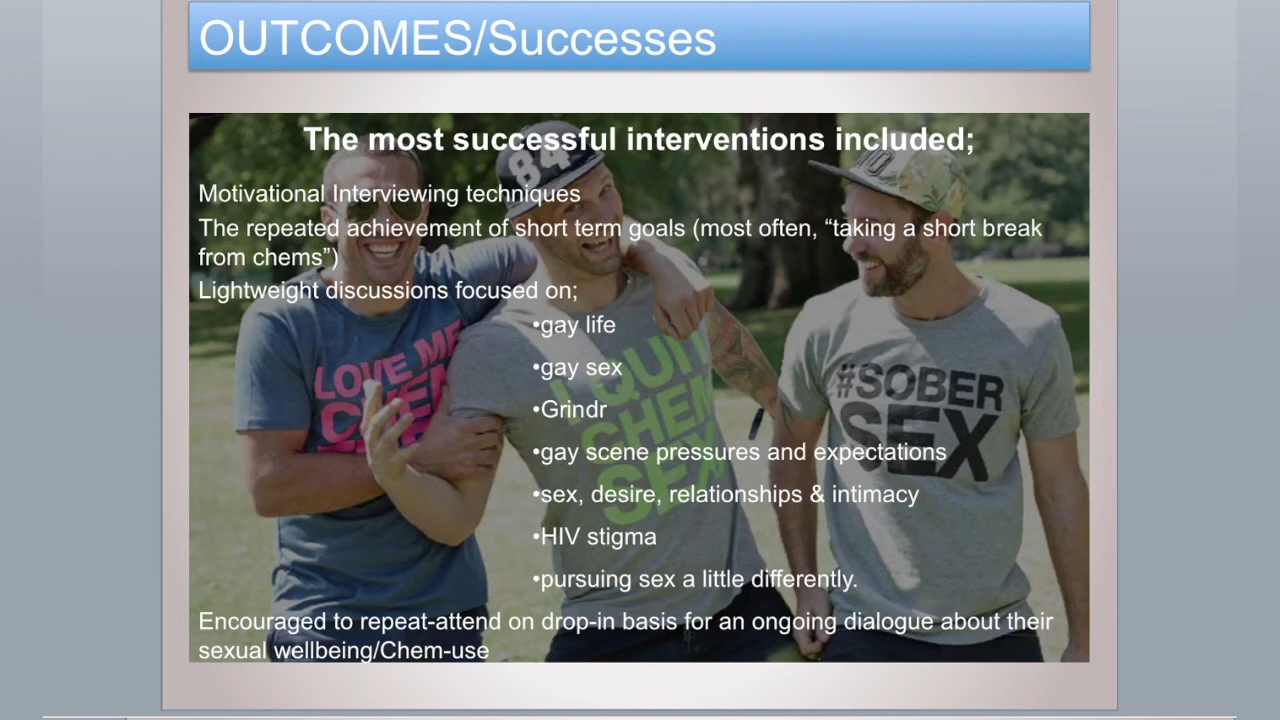 OUTCOMES/Successes
The most successful interventions included;
Motivational Interviewing techniques
The repeated achievement of short term goals (most often, “taking a short break
from chems”)
Lightweight discussions focused on;
•gay life
•gay sex
•Grindr
•gay scene pressures and expectations
•sex, desire, relationships & intimacy
•HIV stigma
•pursuing sex a little differently.
Encouraged to repeat-attend on drop-in basis for an ongoing dialogue about their
sexual wellbeing/Chem-use
84
LOVE ME
I QUIT
CHEM
SEX
#SOBER
SEX